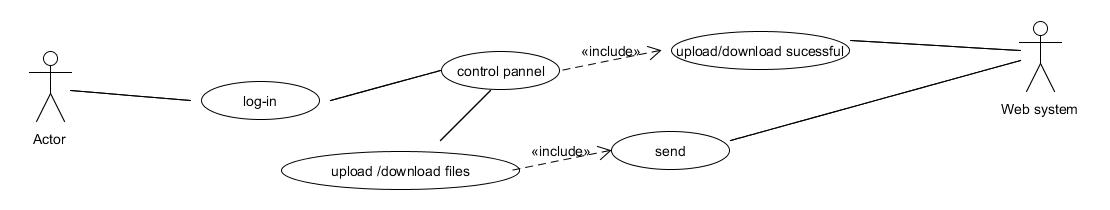 «include»
upload/download sucessful
control pannel
log-in
Web system
Actor
«include»
send
upload /download files